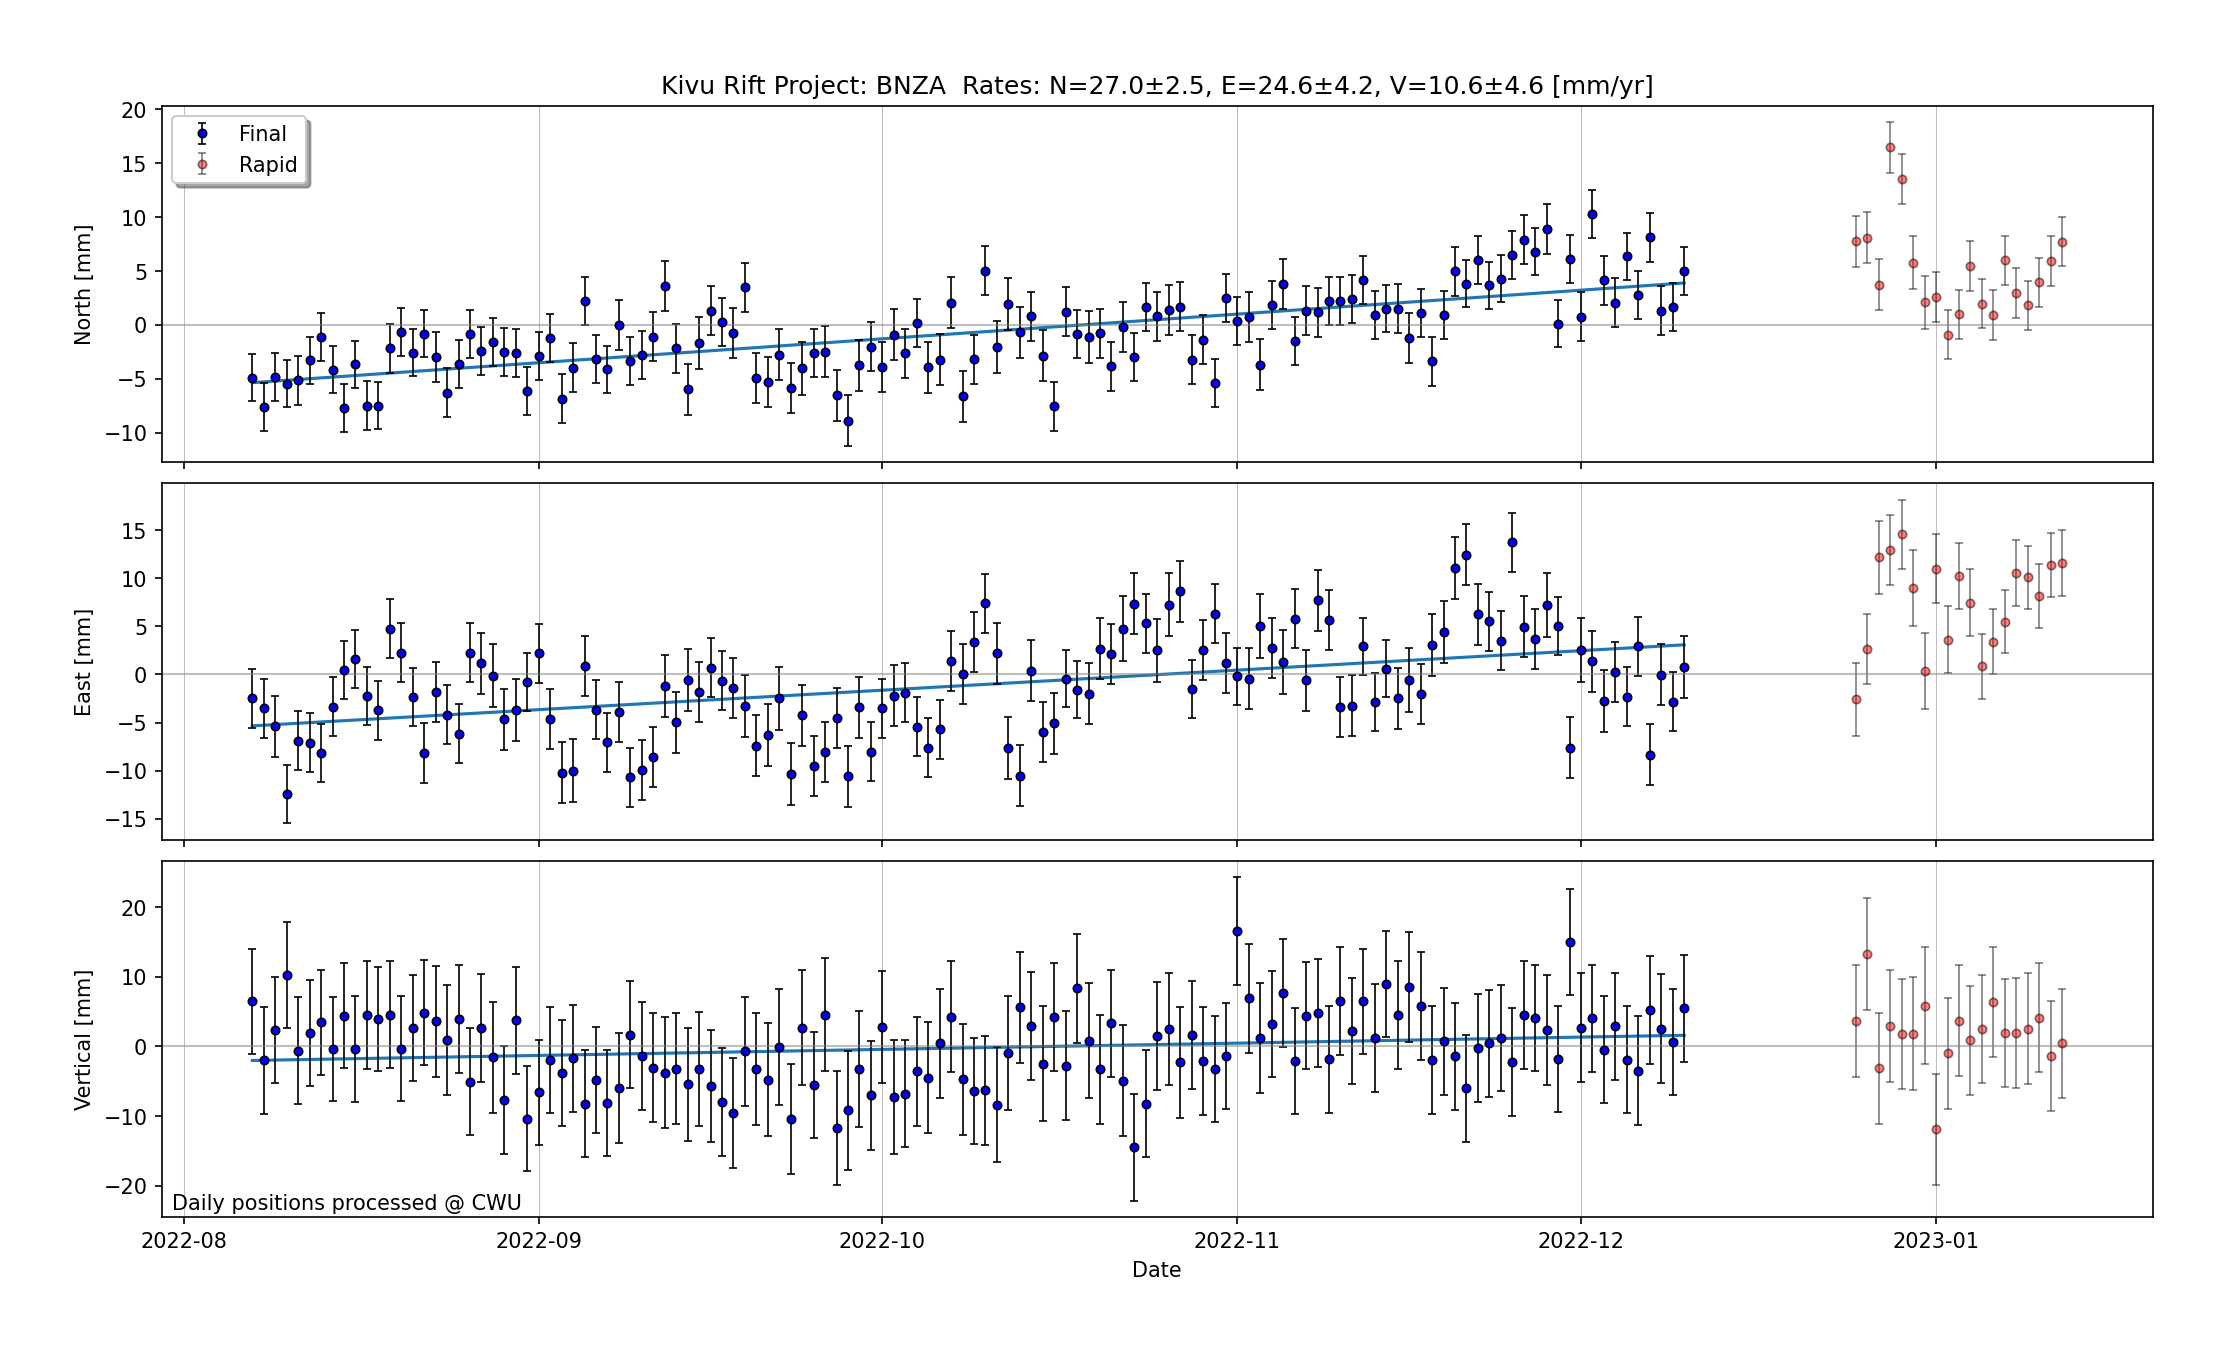 Kivu Rift Project: BNZA  Rates: N=27.0±2.5, E=24.6±4.2, V=10.6±4.6 [mm/yr]
Final
Rapid
North [mm]
20
15
10
5
0
−5
−10
East [mm]
15
10
5
0
−5
−10
−15
Vertical [mm]
20
10
0
−10
−20
Daily positions processed @ CWU
2022-08 2022-09 2022-10 2022-11 2022-12 2023-01
Date